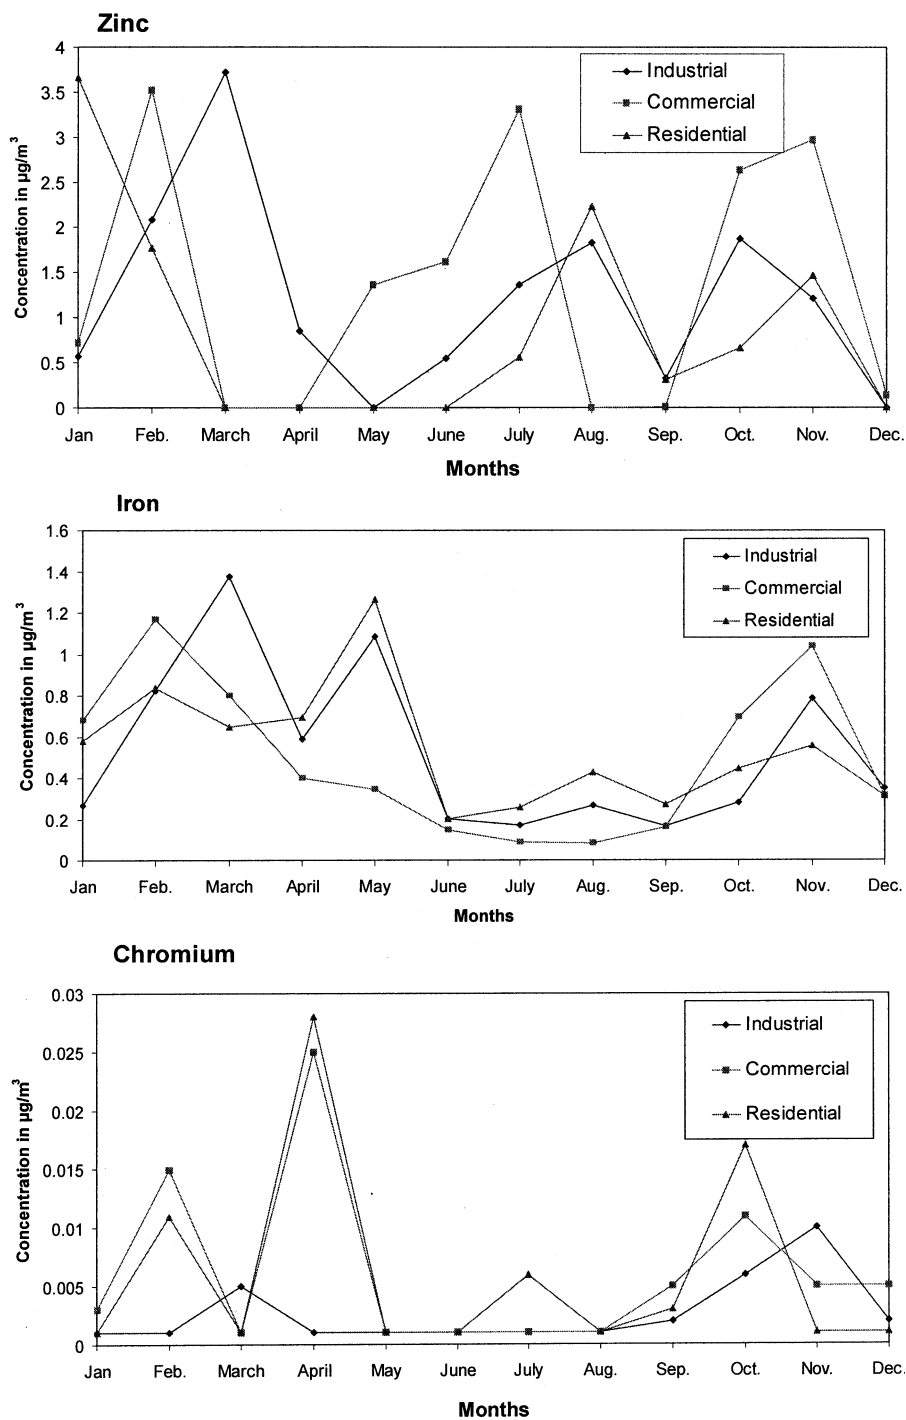 Zinc
4
3.5
3
2.5
2
1.5
1
0.5
0
Concentration in µg/m³
Industrial
Commercial
Residential
Jan Feb. March April May June July Aug. Sep. Oct. Nov. Dec.
Months
Iron
1.6
1.4
1.2
1
0.8
0.6
0.4
0.2
0
Concentration in µg/m³
Industrial
Commercial
Residential
Jan Feb. March April May June July Aug. Sep. Oct. Nov. Dec.
Months
Chromium
0.03
0.025
0.02
0.015
0.01
0.005
0
Concentration in µg/m³
Industrial
Commercial
Residential
Jan Feb. March April May June July Aug. Sep. Oct. Nov. Dec.
Months